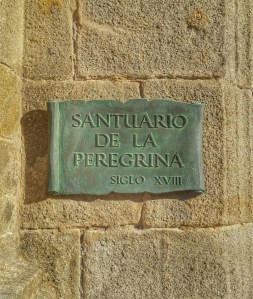 SANTUARIO
DE LA
PEREGRINA
SIGLO XVIII